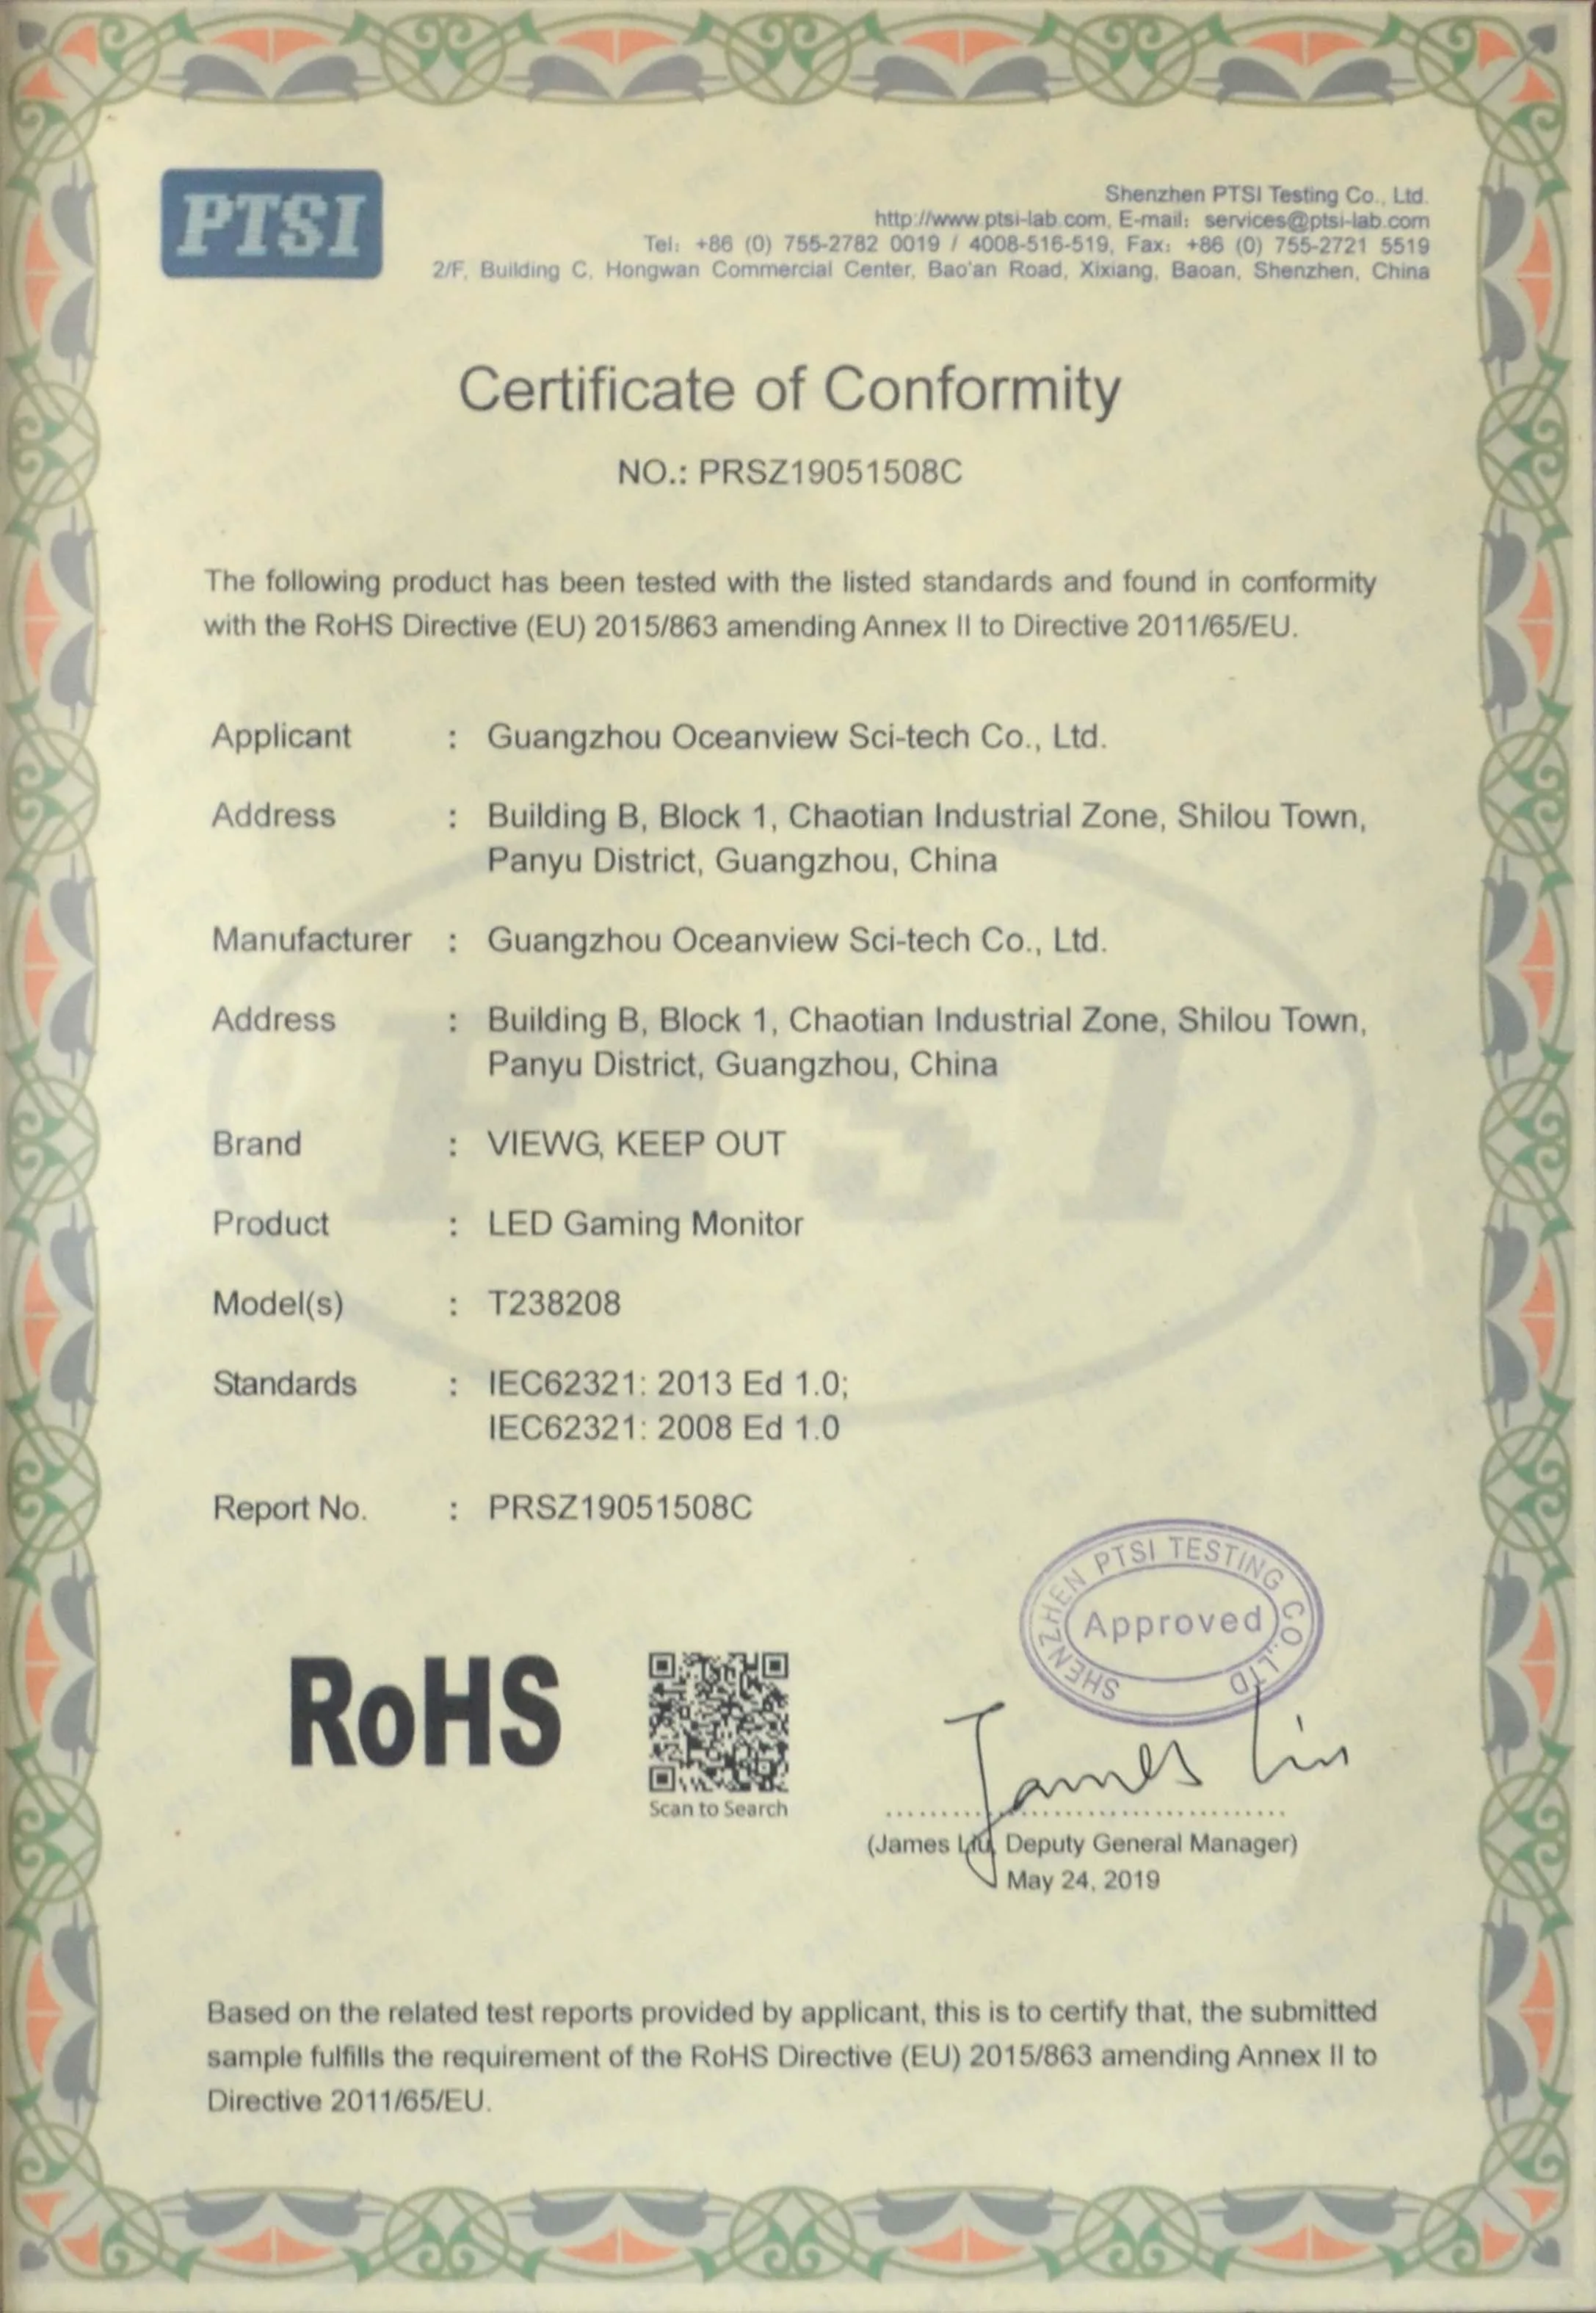 PTSI
Shenzhen PTSI Testing Co., Ltd.
http://www.ptsi-lab.com, E-mail: services@ptsi-lab.com
Tel: +86 (0) 755-2782 0019 / 4008-516-519, Fax: +86 (0) 755-2721 5519
2/F, Building C, Hongwan Commercial Center, Bao'an Road, Xixiang, Baoan, Shenzhen, China
Certificate of Conformity
NO.: PRSZ19051508C
The following product has been tested with the listed standards and found in conformity
with the RoHS Directive (EU) 2015/863 amending Annex II to Directive 2011/65/EU.
Applicant : Guangzhou Oceanview Sci-tech Co., Ltd.
Address : Building B, Block 1, Chaotian Industrial Zone, Shilou Town,
Panyu District, Guangzhou, China
Manufacturer : Guangzhou Oceanview Sci-tech Co., Ltd.
Address : Building B, Block 1, Chaotian Industrial Zone, Shilou Town,
Panyu District, Guangzhou, China
Brand : VIEWG, KEEP OUT
Product : LED Gaming Monitor
Model(s) : T238208
Standards : IEC62321: 2013 Ed 1.0;
IEC62321: 2008 Ed 1.0
Report No. : PRSZ19051508C
SHENZHEN PTSI TESTING CO.,LTD
Approved
RoHS
Scan to Search
James Liu
(James Liu, Deputy General Manager)
May 24, 2019
Based on the related test reports provided by applicant, this is to certify that, the submitted
sample fulfills the requirement of the RoHS Directive (EU) 2015/863 amending Annex II to
Directive 2011/65/EU.
PTSI